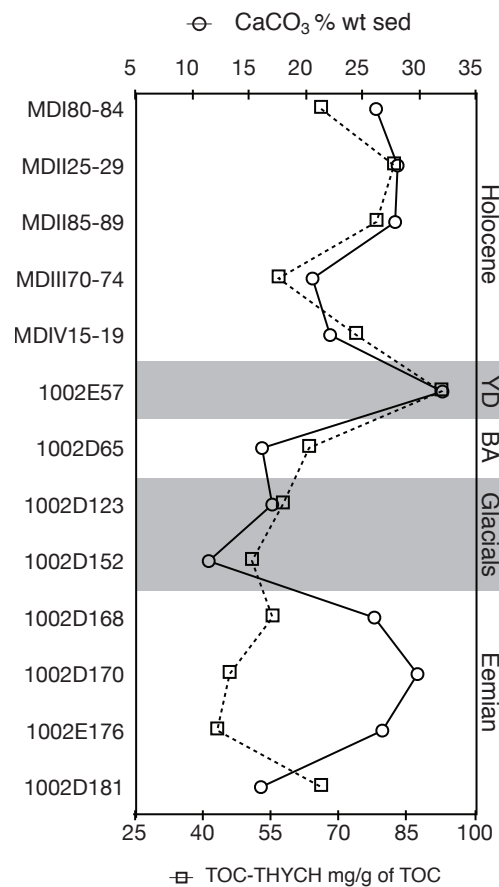 CaCO₃ % wt sed
5 10 15 20 25 30 35
MDI80-84
MDII25-29
MDII85-89
MDIII70-74
MDIV15-19
1002E57
1002D65
1002D123
1002D152
1002D168
1002D170
1002E176
1002D181
Holocene
YD
BA
Glacials
Eemian
25 40 55 70 85 100
TOC-THYCH mg/g of TOC